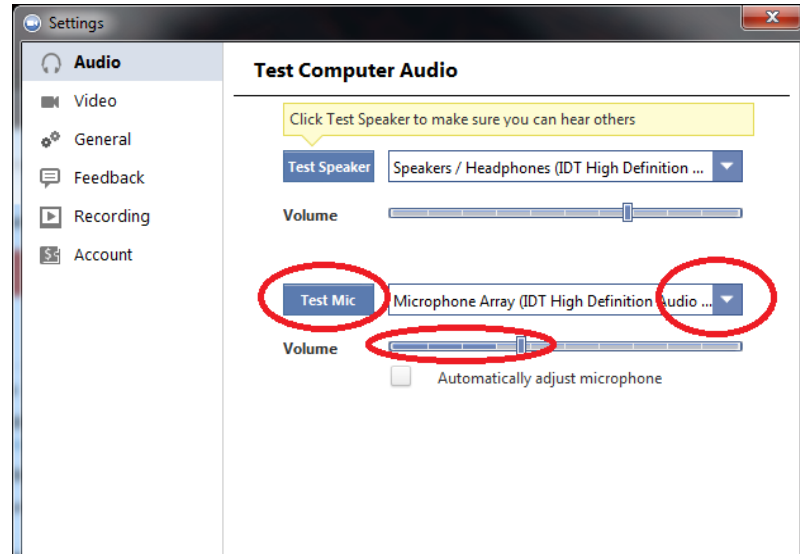 Settings
Audio
Video
General
Feedback
Recording
Account
Test Computer Audio
Click Test Speaker to make sure you can hear others
Test Speaker Speakers / Headphones (IDT High Definition ...
Volume
Test Mic Microphone Array (IDT High Definition Audio ...
Volume
Automatically adjust microphone